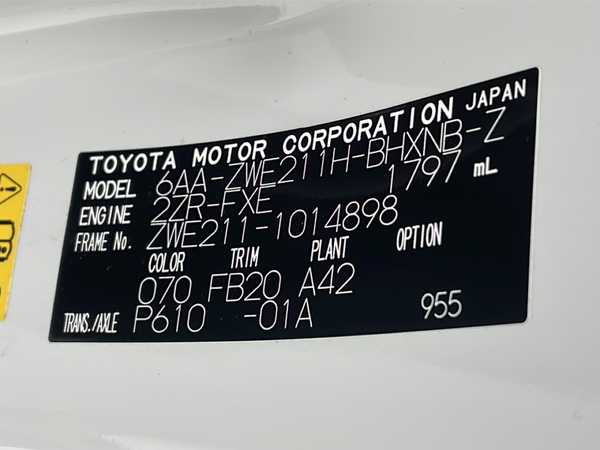 TOYOTA MOTOR CORPORATION JAPAN
MODEL 6AA-ZWE211H-BHXNB-Z
ENGINE 2ZR-FXE 1797 mL
FRAME No. ZWE211-1014898
COLOR TRIM PLANT OPTION
070 FB20 A42
TRANS./AXLE P610 -01A 955